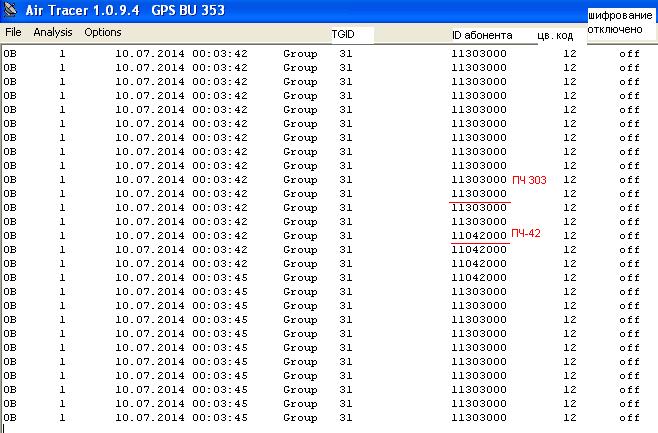 Air Tracer 1.0.9.4 GPS BU 353
шифрование
отключено
File Analysis Options TGID ID абонента цв. код
0B 1 10.07.2014 00:03:42 Group 31 11303000 12 off
0B 1 10.07.2014 00:03:42 Group 31 11303000 12 off
0B 1 10.07.2014 00:03:42 Group 31 11303000 12 off
0B 1 10.07.2014 00:03:42 Group 31 11303000 12 off
0B 1 10.07.2014 00:03:42 Group 31 11303000 12 off
0B 1 10.07.2014 00:03:42 Group 31 11303000 12 off
0B 1 10.07.2014 00:03:42 Group 31 11303000 12 off
0B 1 10.07.2014 00:03:42 Group 31 11303000 12 off
0B 1 10.07.2014 00:03:42 Group 31 11303000 12 off
0B 1 10.07.2014 00:03:42 Group 31 11303000 ПЧ 303 12 off
0B 1 10.07.2014 00:03:42 Group 31 11303000 12 off
0B 1 10.07.2014 00:03:42 Group 31 11303000 12 off
0B 1 10.07.2014 00:03:42 Group 31 11042000 12 off
0B 1 10.07.2014 00:03:42 Group 31 11042000 ПЧ-42 12 off
0B 1 10.07.2014 00:03:42 Group 31 11042000 12 off
0B 1 10.07.2014 00:03:42 Group 31 11042000 12 off
0B 1 10.07.2014 00:03:45 Group 31 11042000 12 off
0B 1 10.07.2014 00:03:45 Group 31 11303000 12 off
0B 1 10.07.2014 00:03:45 Group 31 11303000 12 off
0B 1 10.07.2014 00:03:45 Group 31 11303000 12 off
0B 1 10.07.2014 00:03:45 Group 31 11303000 12 off
0B 1 10.07.2014 00:03:45 Group 31 11303000 12 off
0B 1 10.07.2014 00:03:45 Group 31 11303000 12 off
0B 1 10.07.2014 00:03:45 Group 31 11303000 12 off
0B 1 10.07.2014 00:03:45 Group 31 11303000 12 off
0B 1 10.07.2014 00:03:45 Group 31 11303000 12 off
0B 1 10.07.2014 00:03:45 Group 31 11303000 12 off